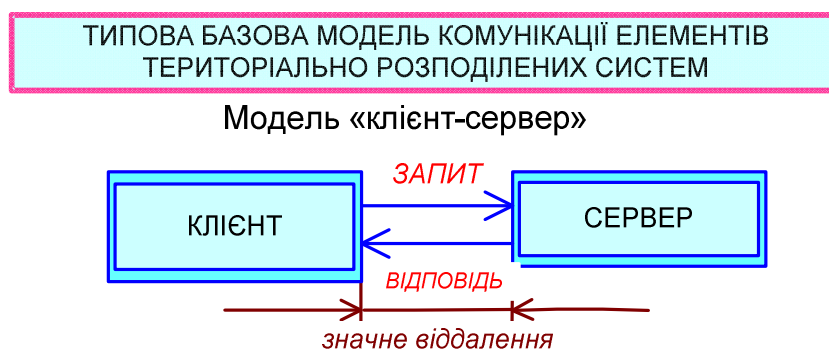 ТИПОВА БАЗОВА МОДЕЛЬ КОМУНІКАЦІЇ ЕЛЕМЕНТІВ
ТЕРИТОРІАЛЬНО РОЗПОДІЛЕНИХ СИСТЕМ
Модель «клієнт-сервер»
ЗАПИТ
КЛІЄНТ
СЕРВЕР
ВІДПОВІДЬ
значне віддалення